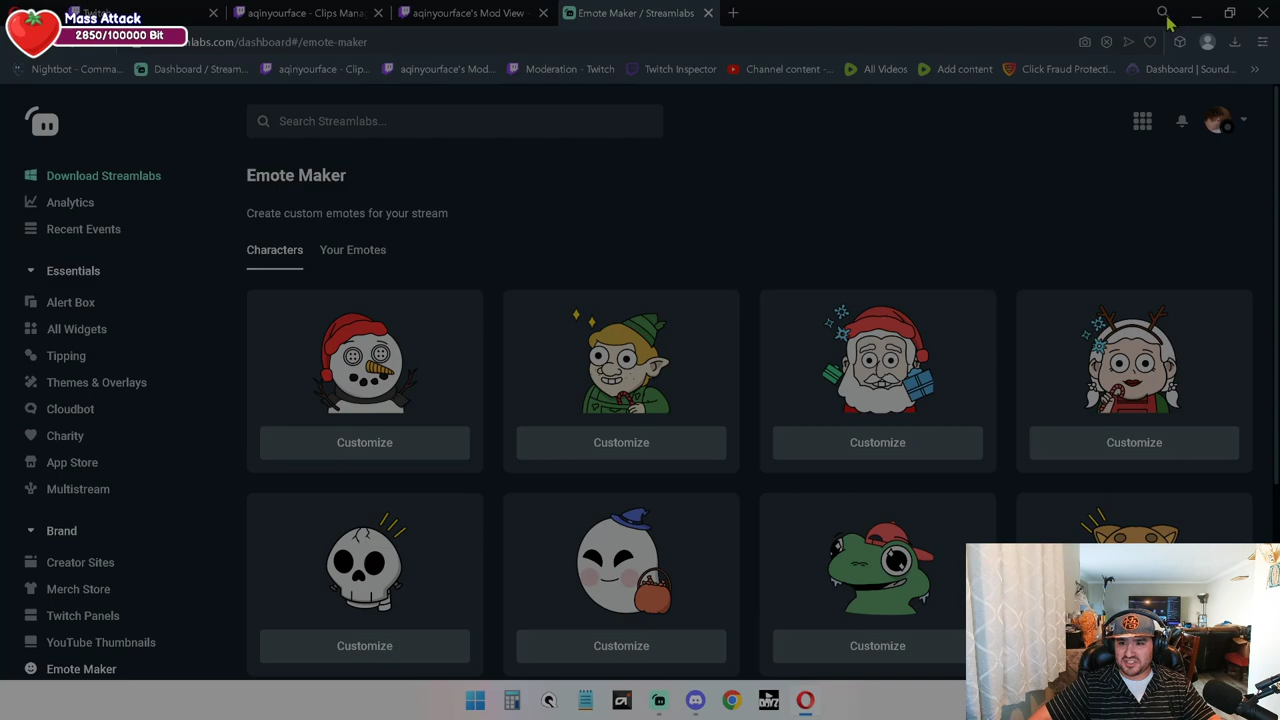 Mass Attack
2850/100000 Bit
Twitch
aqinyourface - Clips Mana
aqinyourface's Mod View -
Emote Maker / Streamlabs
labs.com/dashboard#/emote-maker
Nightbot - Comma...
Dashboard / Stream...
aqinyourface - Clip...
aqinyourface's Mod...
Moderation - Twitch
Twitch Inspector
Channel content -...
All Videos
Add content
Click Fraud Protecti...
Dashboard | Sound...
Search Streamlabs...
Download Streamlabs
Analytics
Recent Events
Essentials
Alert Box
All Widgets
Tipping
Themes & Overlays
Cloudbot
Charity
App Store
Multistream
Brand
Creator Sites
Merch Store
Twitch Panels
YouTube Thumbnails
Emote Maker
Emote Maker
Create custom emotes for your stream
Characters
Your Emotes
Customize
Customize
Customize
Customize
Customize
Customize
Customize
DAYZ